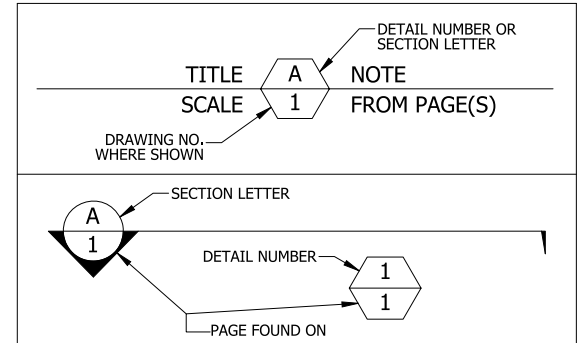 DETAIL NUMBER OR
SECTION LETTER
TITLE A NOTE
SCALE 1 FROM PAGE(S)
DRAWING NO.
WHERE SHOWN
SECTION LETTER
A
1
DETAIL NUMBER
1
1
PAGE FOUND ON